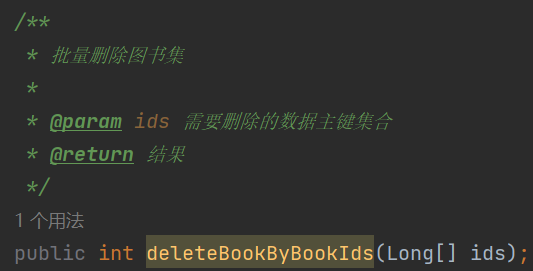 /**
* 批量删除图书集
*
* @param ids 需要删除的数据主键集合
* @return 结果
*/
1 个用法
public int deleteBookByBookIds(Long[] ids);